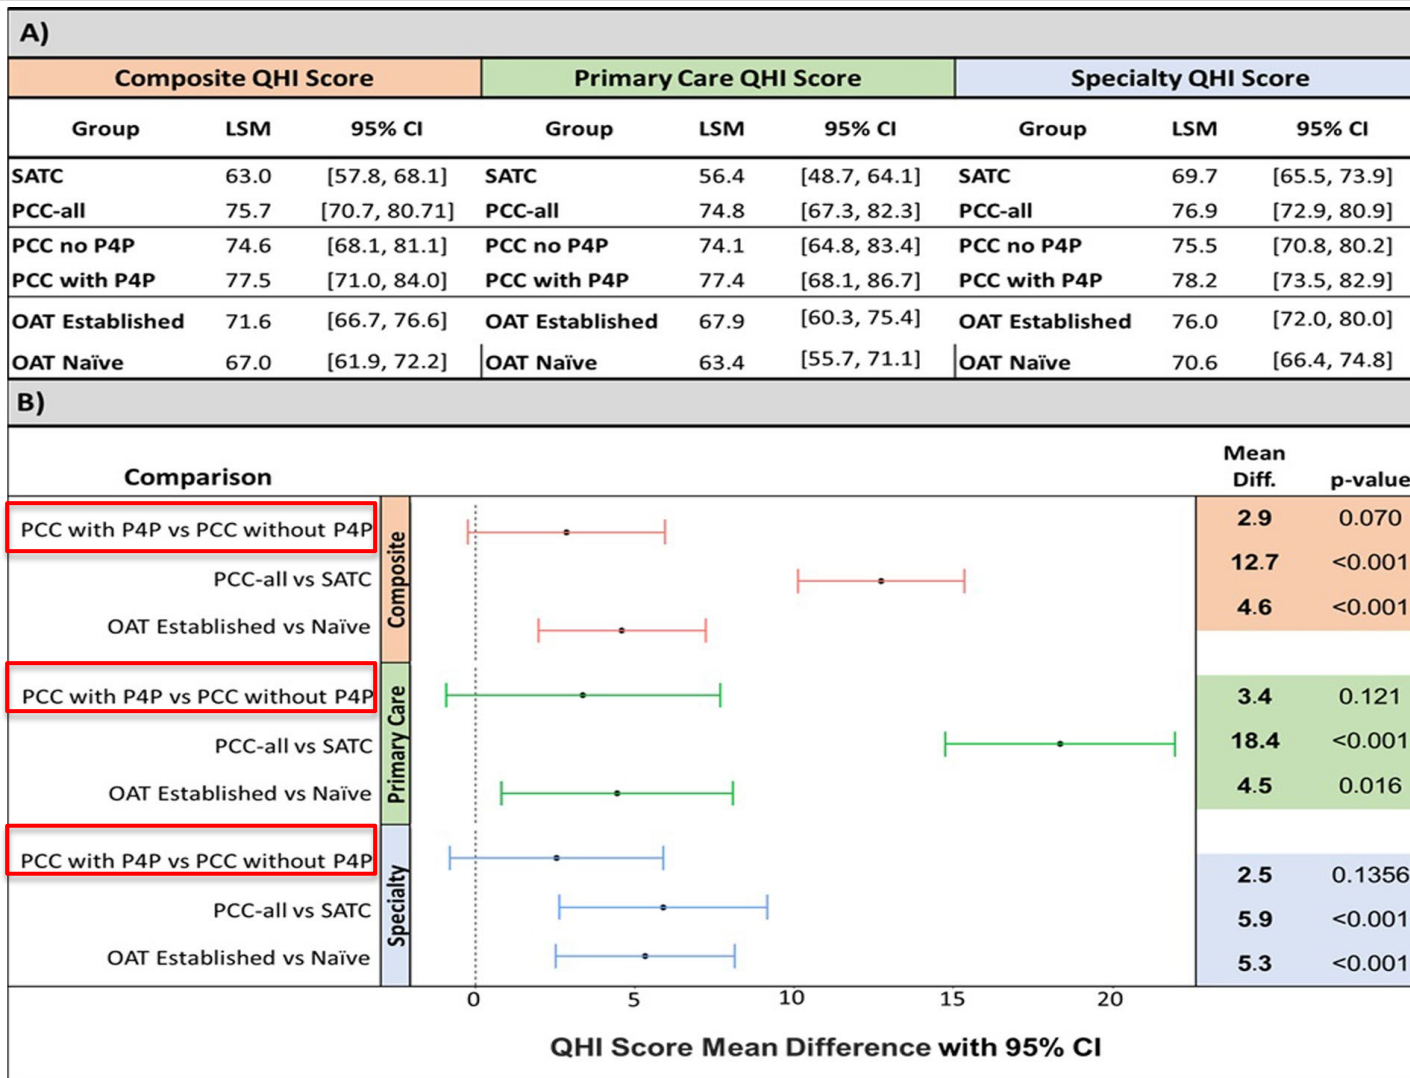 A)
Composite QHI Score Primary Care QHI Score Specialty QHI Score
Group LSM 95% CI Group LSM 95% CI Group LSM 95% CI
SATC 63.0 [57.8, 68.1] SATC 56.4 [48.7, 64.1] SATC 69.7 [65.5, 73.9]
PCC-all 75.7 [70.7, 80.71] PCC-all 74.8 [67.3, 82.3] PCC-all 76.9 [72.9, 80.9]
PCC no P4P 74.6 [68.1, 81.1] PCC no P4P 74.1 [64.8, 83.4] PCC no P4P 75.5 [70.8, 80.2]
PCC with P4P 77.5 [71.0, 84.0] PCC with P4P 77.4 [68.1, 86.7] PCC with P4P 78.2 [73.5, 82.9]
OAT Established 71.6 [66.7, 76.6] OAT Established 67.9 [60.3, 75.4] OAT Established 76.0 [72.0, 80.0]
OAT Naïve 67.0 [61.9, 72.2] OAT Naïve 63.4 [55.7, 71.1] OAT Naïve 70.6 [66.4, 74.8]
B)
Comparison Mean Diff. p-value
Composite
PCC with P4P vs PCC without P4P 2.9 0.070
PCC-all vs SATC 12.7 <0.001
OAT Established vs Naïve 4.6 <0.001
Primary Care
PCC with P4P vs PCC without P4P 3.4 0.121
PCC-all vs SATC 18.4 <0.001
OAT Established vs Naïve 4.5 0.016
Specialty
PCC with P4P vs PCC without P4P 2.5 0.1356
PCC-all vs SATC 5.9 <0.001
OAT Established vs Naïve 5.3 <0.001
0 5 10 15 20
QHI Score Mean Difference with 95% CI